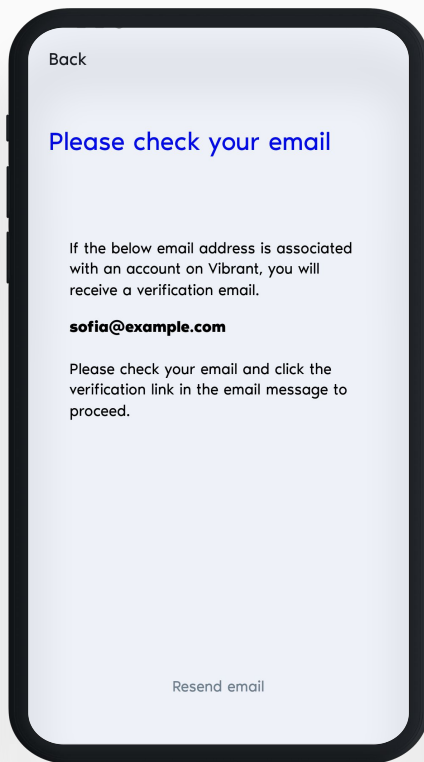 Back
Please check your email
If the below email address is associated
with an account on Vibrant, you will
receive a verification email.
sofia@example.com
Please check your email and click the
verification link in the email message to
proceed.
Resend email